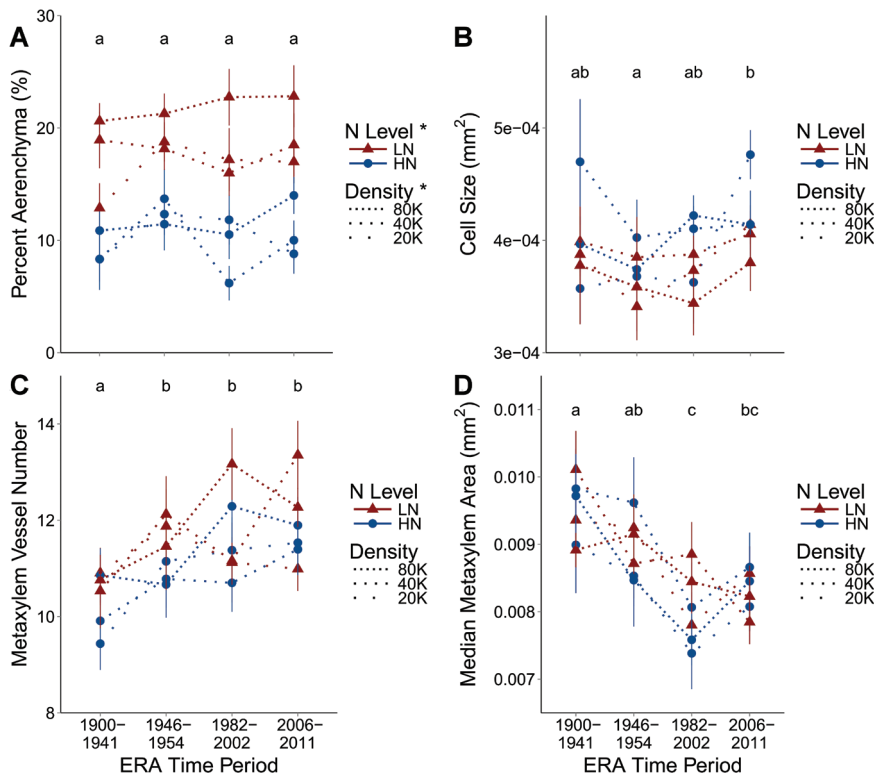 A
Percent Aerenchyma (%)
30
20
10
0
a a a a
N Level *
LN
HN
Density *
80K
40K
20K
B
Cell Size (mm²)
5e−04
4e−04
3e−04
ab a ab b
N Level
LN
HN
Density
80K
40K
20K
C
Metaxylem Vessel Number
14
12
10
8
a b b b
N Level
LN
HN
Density
80K
40K
20K
1900− 1946− 1982− 2006−
1941 1954 2002 2011
ERA Time Period
D
Median Metaxylem Area (mm²)
0.011
0.010
0.009
0.008
0.007
a ab c bc
N Level
LN
HN
Density
80K
40K
20K
1900− 1946− 1982− 2006−
1941 1954 2002 2011
ERA Time Period